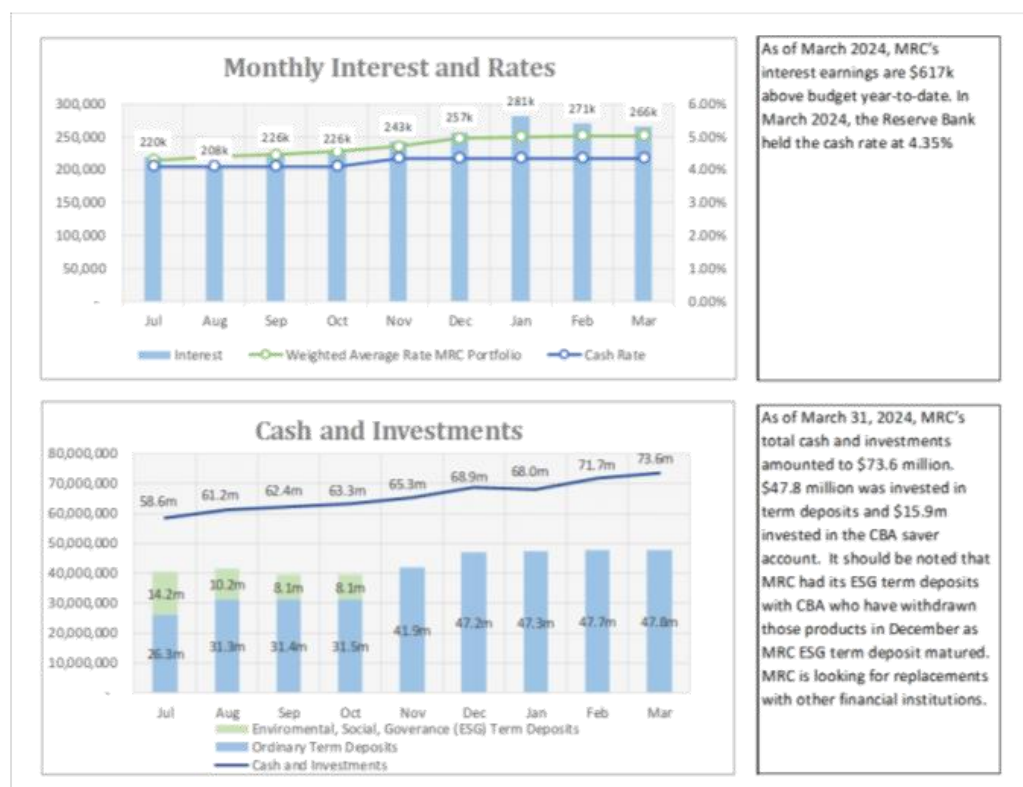 Monthly Interest and Rates
300,000
250,000
200,000
150,000
100,000
50,000
-
6.00%
5.00%
4.00%
3.00%
2.00%
1.00%
0.00%
220k
208k
226k
226k
243k
257k
281k
271k
266k
Jul
Aug
Sep
Oct
Nov
Dec
Jan
Feb
Mar
Interest
Weighted Average Rate MRC Portfolio
Cash Rate
As of March 2024, MRC's
interest earnings are $617k
above budget year-to-date. In
March 2024, the Reserve Bank
held the cash rate at 4.35%
Cash and Investments
80,000,000
70,000,000
60,000,000
50,000,000
40,000,000
30,000,000
20,000,000
10,000,000
-
58.6m
61.2m
62.4m
63.3m
65.3m
68.9m
68.0m
71.7m
73.6m
14.2m
10.2m
8.1m
8.1m
26.3m
31.3m
31.4m
31.5m
41.9m
47.2m
47.3m
47.7m
47.8m
Jul
Aug
Sep
Oct
Nov
Dec
Jan
Feb
Mar
Enviromental, Social, Goverance (ESG) Term Deposits
Ordinary Term Deposits
Cash and Investments
As of March 31, 2024, MRC's
total cash and investments
amounted to $73.6 million.
$47.8 million was invested in
term deposits and $15.9m
invested in the CBA saver
account. It should be noted that
MRC had its ESG term deposits
with CBA who have withdrawn
those products in December as
MRC ESG term deposit matured.
MRC is looking for replacements
with other financial institutions.